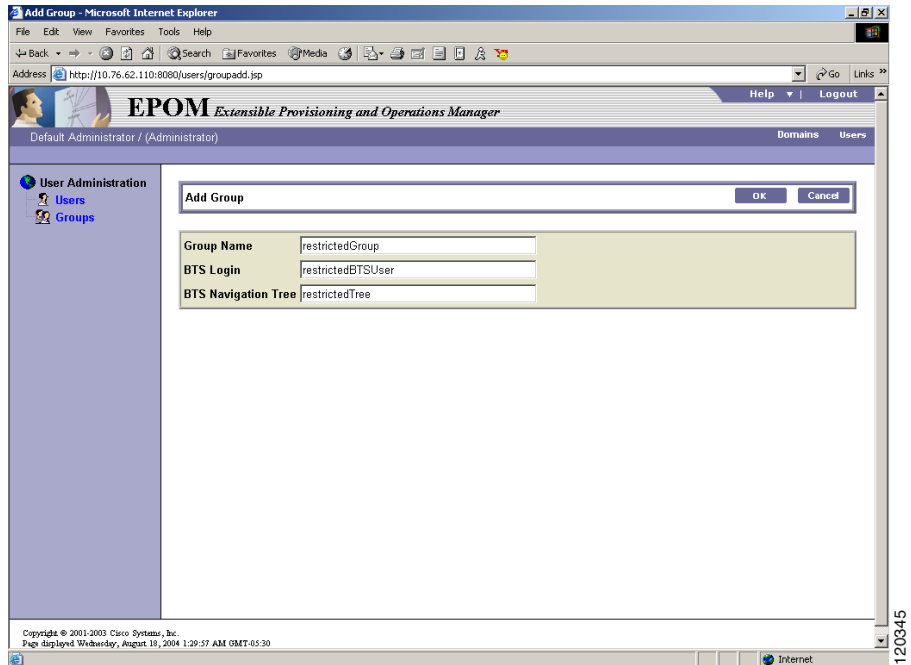 Add Group - Microsoft Internet Explorer
File Edit View Favorites Tools Help
Back Search Favorites Media
Address http://10.76.62.110:8080/users/groupadd.jsp Go Links »
Help | Logout
EPOM Extensible Provisioning and Operations Manager
Default Administrator / (Administrator) Domains Users
User Administration
Users
Groups
Add Group OK Cancel
Group Name restrictedGroup
BTS Login restrictedBTSUser
BTS Navigation Tree restrictedTree
Copyright © 2001-2003 Cisco Systems, Inc.
Page displayed Wednesday, August 18, 2004 1:29:57 AM GMT-05:30
Internet
120345